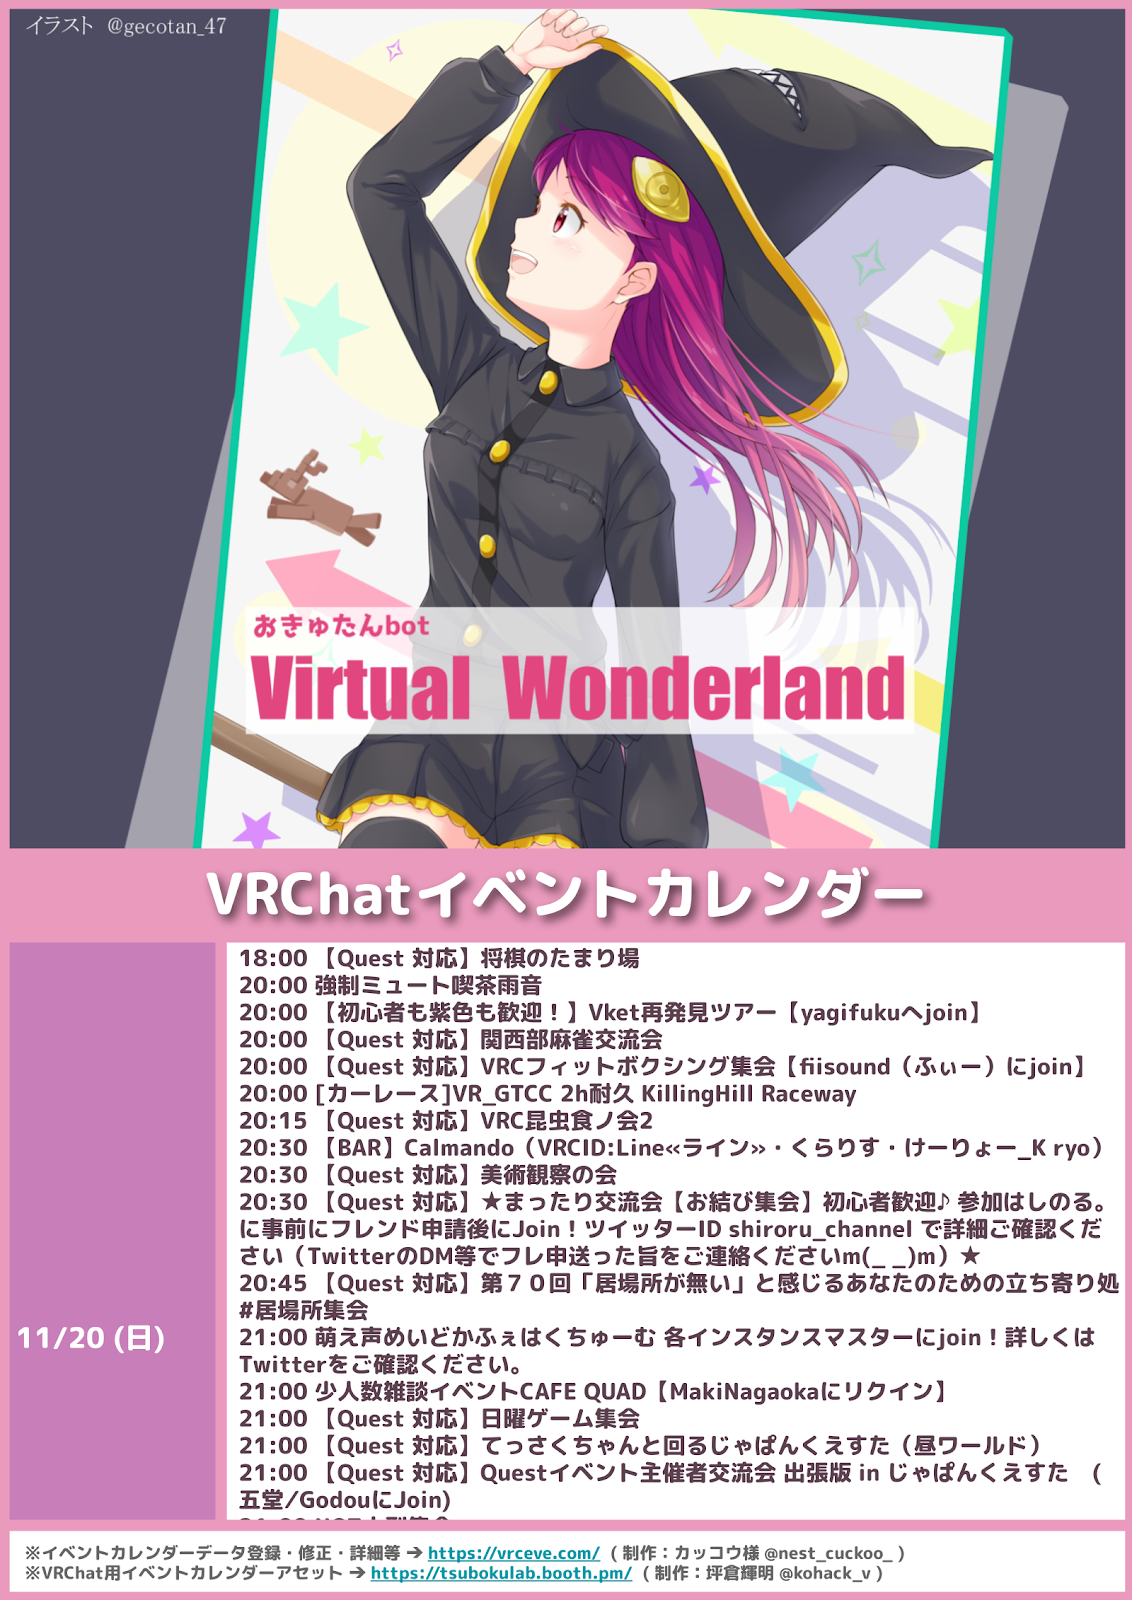 イラスト @gecotan_47
おきゅたんbot
Virtual Wonderland
VRChatイベントカレンダー
11/20 (日)
18:00 【Quest 対応】将棋のたまり場
20:00 強制ミュート喫茶雨音
20:00 【初心者も紫色も歓迎！】Vket再発見ツアー【yagifukuへjoin】
20:00 【Quest 対応】関西部麻雀交流会
20:00 【Quest 対応】VRCフィットボクシング集会【fiisound（ふぃー）にjoin】
20:00 [カーレース]VR_GTCC 2h耐久 KillingHill Raceway
20:15 【Quest 対応】VRC昆虫食ノ会2
20:30 【BAR】Calmando（VRCID:Line«ライン»・くらりす・けーりょー_K ryo）
20:30 【Quest 対応】美術観察の会
20:30 【Quest 対応】★まったり交流会【お結び集会】初心者歓迎♪ 参加はしのる。
に事前にフレンド申請後にJoin！ツイッターID shiroru_channel で詳細ご確認くだ
さい（TwitterのDM等でフレ申送った旨をご連絡くださいm(_ _)m）★
20:45 【Quest 対応】第７０回「居場所が無い」と感じるあなたのための立ち寄り処
#居場所集会
21:00 萌え声めいどかふぇはくちゅーむ 各インスタンスマスターにjoin！詳しくは
Twitterをご確認ください。
21:00 少人数雑談イベントCAFE QUAD【MakiNagaokaにリクイン】
21:00 【Quest 対応】日曜ゲーム集会
21:00 【Quest 対応】てっさくちゃんと回るじゃぱんくえすた（昼ワールド）
21:00 【Quest 対応】Questイベント主催者交流会 出張版 in じゃぱんくえすた （
五堂/GodouにJoin)
※イベントカレンダーデータ登録・修正・詳細等 ➔ https://vrceve.com/ （ 制作：カッコウ様 @nest_cuckoo_ ）
※VRChat用イベントカレンダーアセット ➔ https://tsubokulab.booth.pm/ （ 制作：坪倉輝明 @kohack_v ）